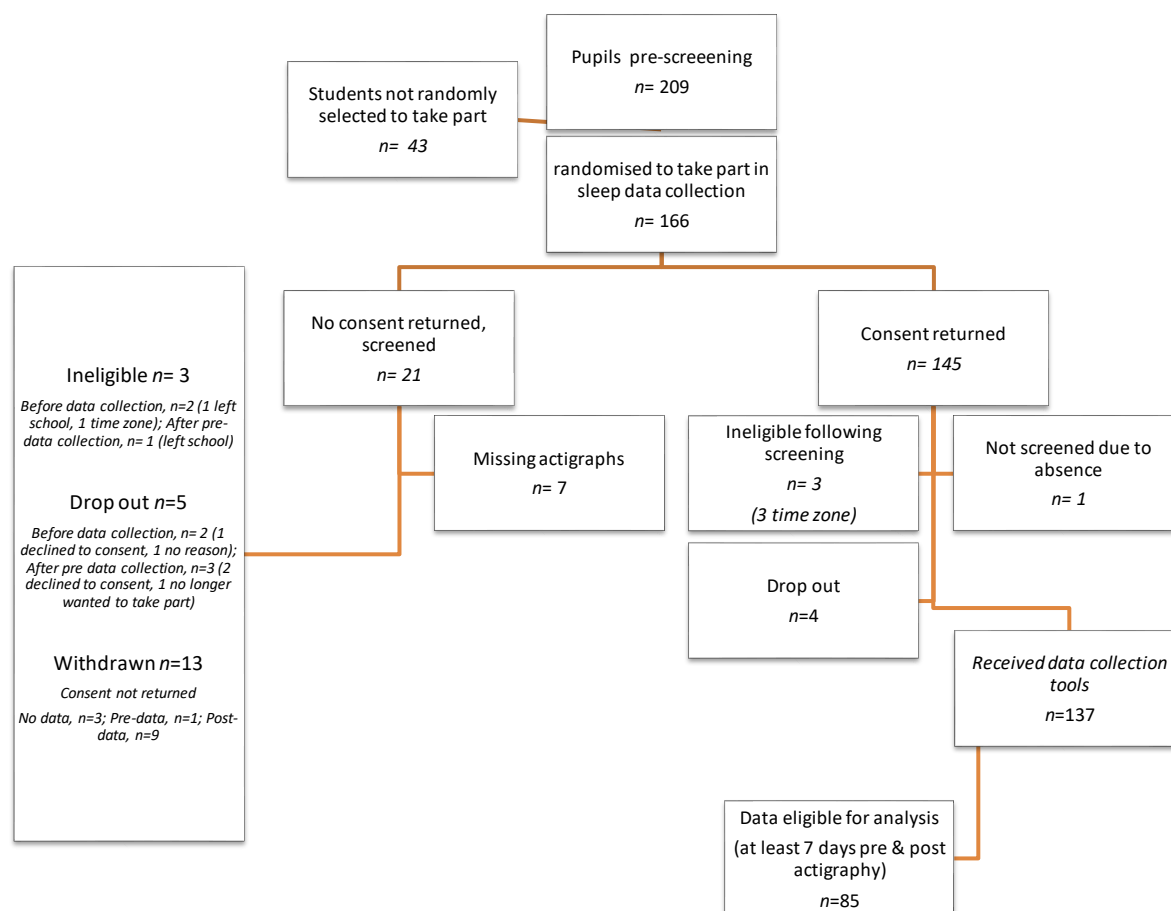 Pupils pre-screeening
n= 209
Students not randomly
selected to take part
n= 43
randomised to take part in
sleep data collection
n= 166
No consent returned,
screened
n= 21
Consent returned
n= 145
Ineligible n= 3
Before data collection, n=2 (1 left
school, 1 time zone); After pre-
data collection, n= 1 (left school)
Drop out n=5
Before data collection, n= 2 (1
declined to consent, 1 no reason);
After pre data collection, n=3 (2
declined to consent, 1 no longer
wanted to take part)
Withdrawn n=13
Consent not returned
No data, n=3; Pre-data, n=1; Post-
data, n=9
Missing actigraphs
n= 7
Ineligible following
screening
n= 3
(3 time zone)
Not screened due to
absence
n= 1
Drop out
n=4
Received data collection
tools
n=137
Data eligible for analysis
(at least 7 days pre & post
actigraphy)
n=85